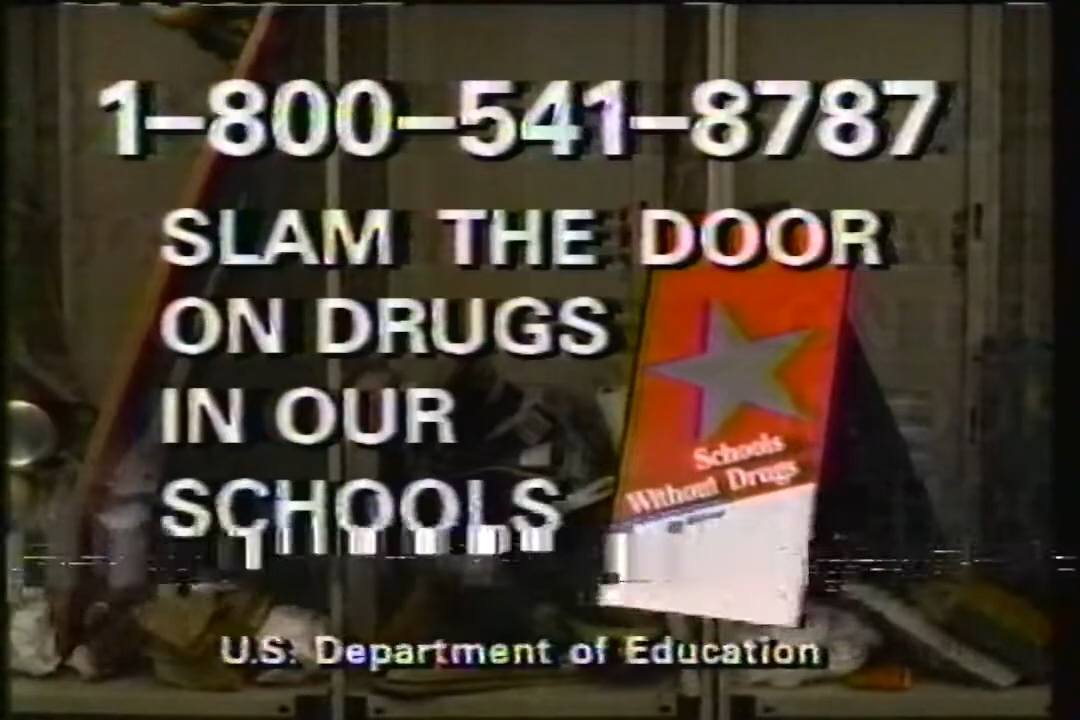 1-800-541-8787
SLAM THE DOOR
ON DRUGS
IN OUR
SCHOOLS
Schools
Without Drugs
U.S. Department of Education